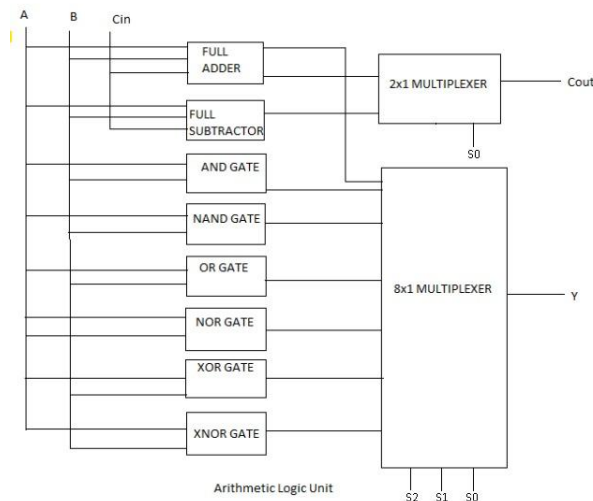 A
B
Cin
FULL
ADDER
2x1 MULTIPLEXER
Cout
FULL
SUBTRACTOR
S0
AND GATE
NAND GATE
OR GATE
8x1 MULTIPLEXER
Y
NOR GATE
XOR GATE
XNOR GATE
Arithmetic Logic Unit
S2
S1
S0